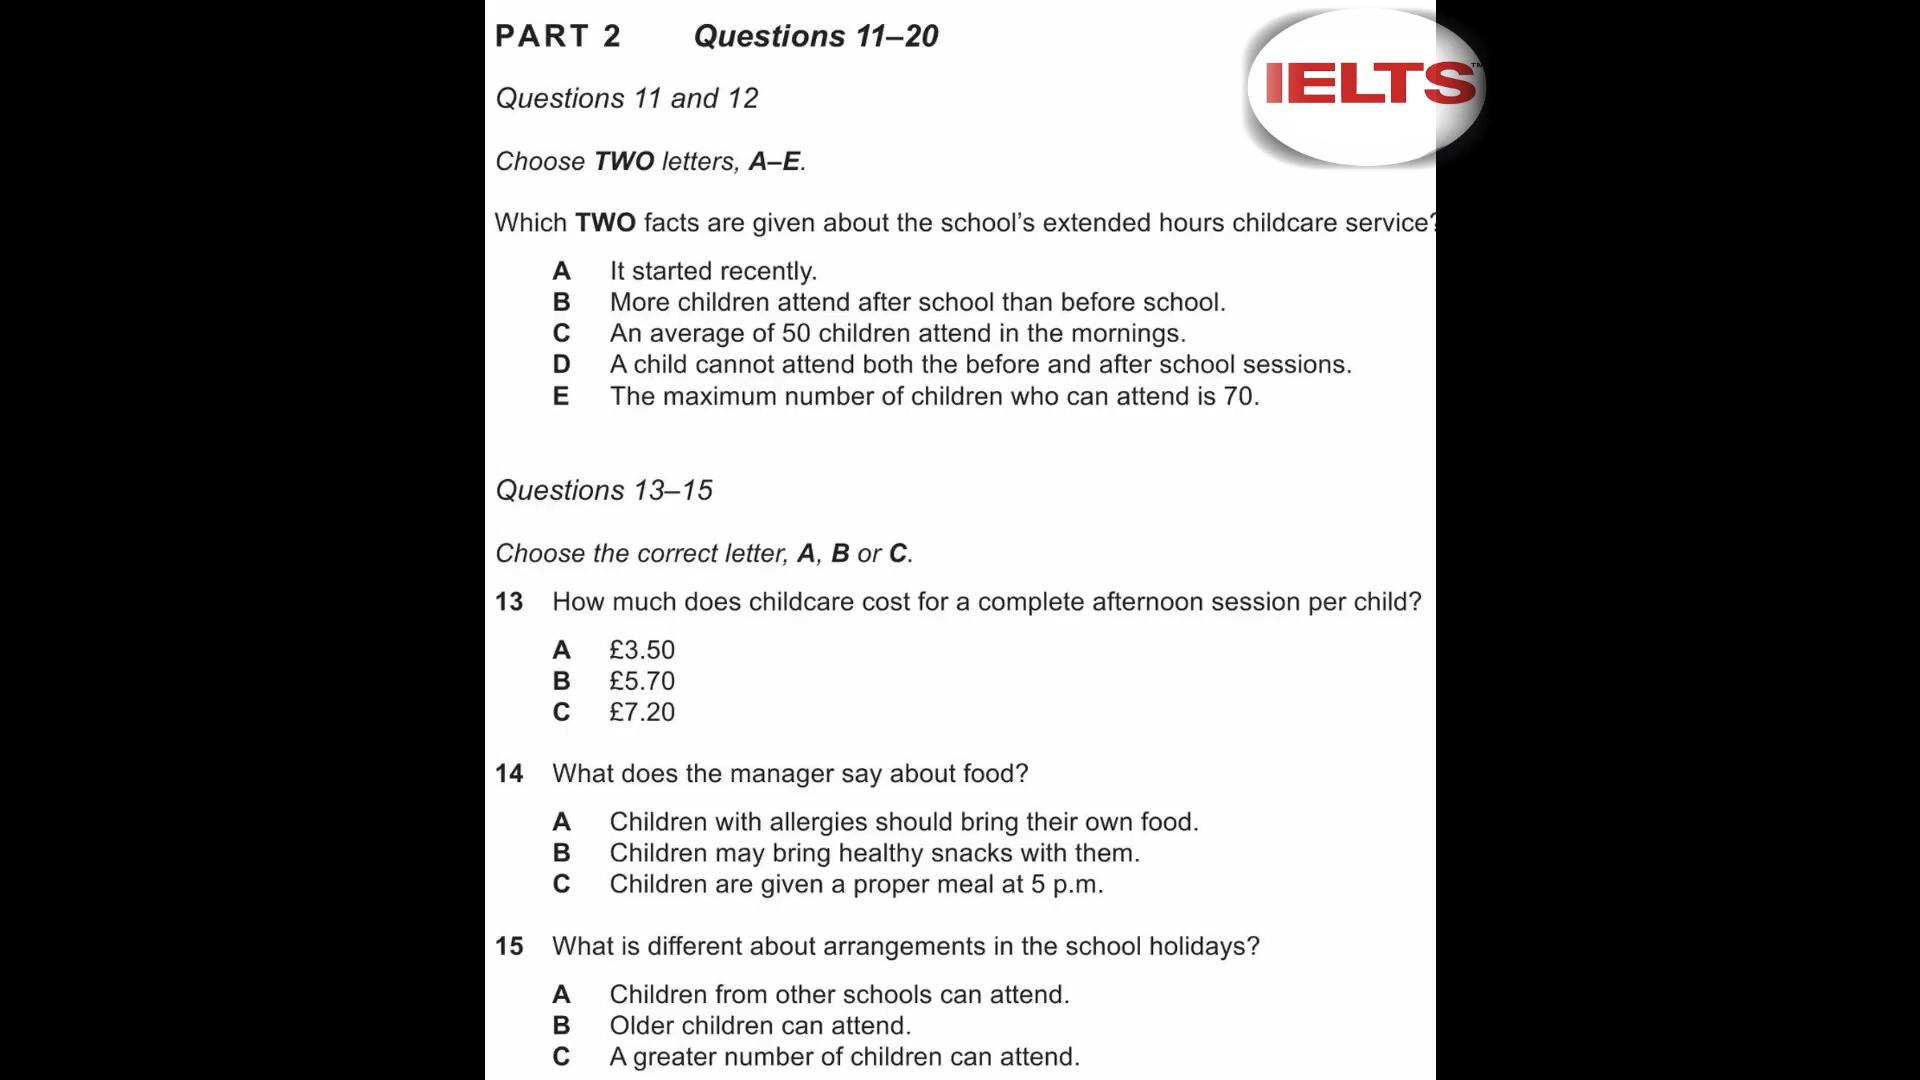 PART 2 Questions 11–20
IELTS™
Questions 11 and 12
Choose TWO letters, A–E.
Which TWO facts are given about the school's extended hours childcare service?
A It started recently.
B More children attend after school than before school.
C An average of 50 children attend in the mornings.
D A child cannot attend both the before and after school sessions.
E The maximum number of children who can attend is 70.
Questions 13–15
Choose the correct letter, A, B or C.
13 How much does childcare cost for a complete afternoon session per child?
A £3.50
B £5.70
C £7.20
14 What does the manager say about food?
A Children with allergies should bring their own food.
B Children may bring healthy snacks with them.
C Children are given a proper meal at 5 p.m.
15 What is different about arrangements in the school holidays?
A Children from other schools can attend.
B Older children can attend.
C A greater number of children can attend.